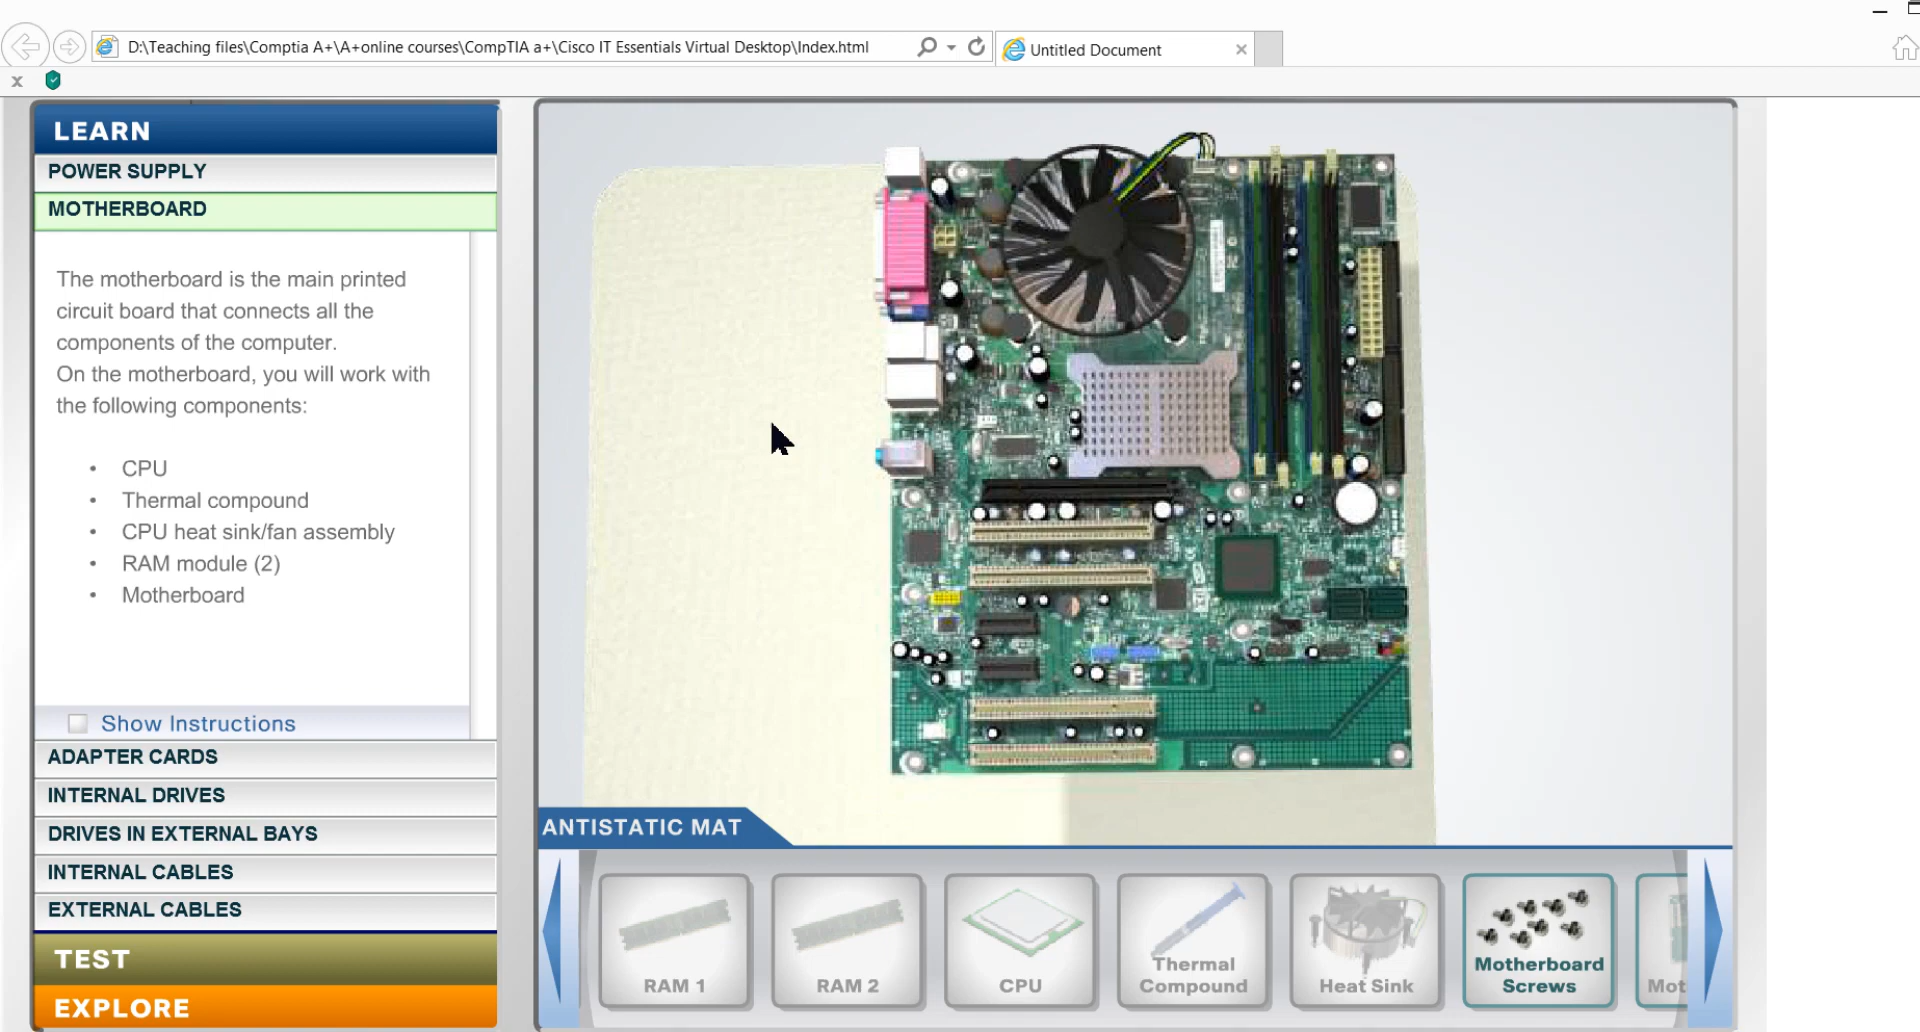 D:\Teaching files\Comptia A+\A+online courses\CompTIA a+\Cisco IT Essentials Virtual Desktop\Index.html
Untitled Document
LEARN
POWER SUPPLY
MOTHERBOARD
The motherboard is the main printed
circuit board that connects all the
components of the computer.
On the motherboard, you will work with
the following components:
• CPU
• Thermal compound
• CPU heat sink/fan assembly
• RAM module (2)
• Motherboard
Show Instructions
ADAPTER CARDS
INTERNAL DRIVES
DRIVES IN EXTERNAL BAYS
INTERNAL CABLES
EXTERNAL CABLES
TEST
EXPLORE
ANTISTATIC MAT
RAM 1
RAM 2
CPU
Thermal
Compound
Heat Sink
Motherboard
Screws
Mot